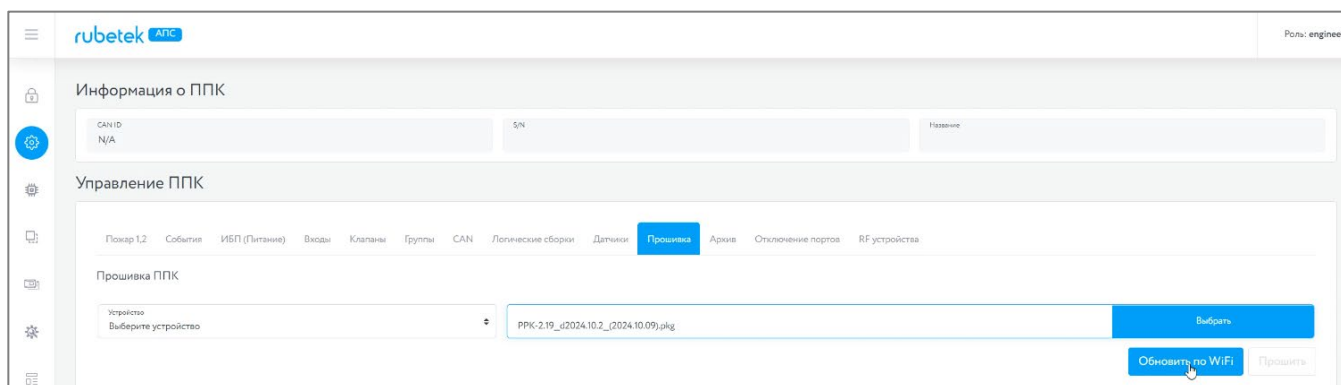 rubetek АПС
Роль: enginee
Информация о ППК
CAN ID
N/A
S/N
Название
Управление ППК
Пожар 1,2 События ИБП (Питание) Входы Клапаны Группы CAN Логические сборки Датчики Прошивка Архив Отключение портов RF устройства
Прошивка ППК
Устройство
Выберите устройство
PPK-2.19_d2024.10.2_(2024.10.09).pkg
Выбрать
Обновить по WiFi Прошить